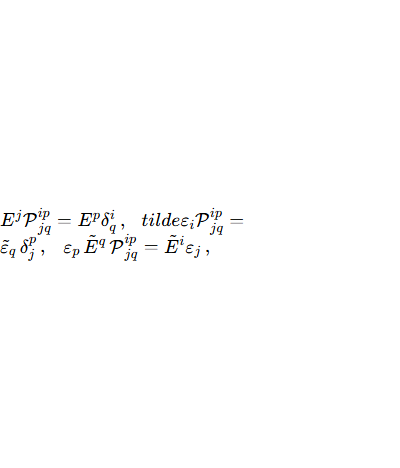 $E^j \mathcal{P}^{ip}_{jq} = E^p \delta^i_q \,, \quad tilde\varepsilon_i \mathcal{P}^{ip}_{jq} =$
$\tilde{\varepsilon}_q \, \delta^p_j \,, \quad \varepsilon_p \, \tilde{E}^q \, \mathcal{P}^{ip}_{jq} = \tilde{E}^i \varepsilon_j \,,$